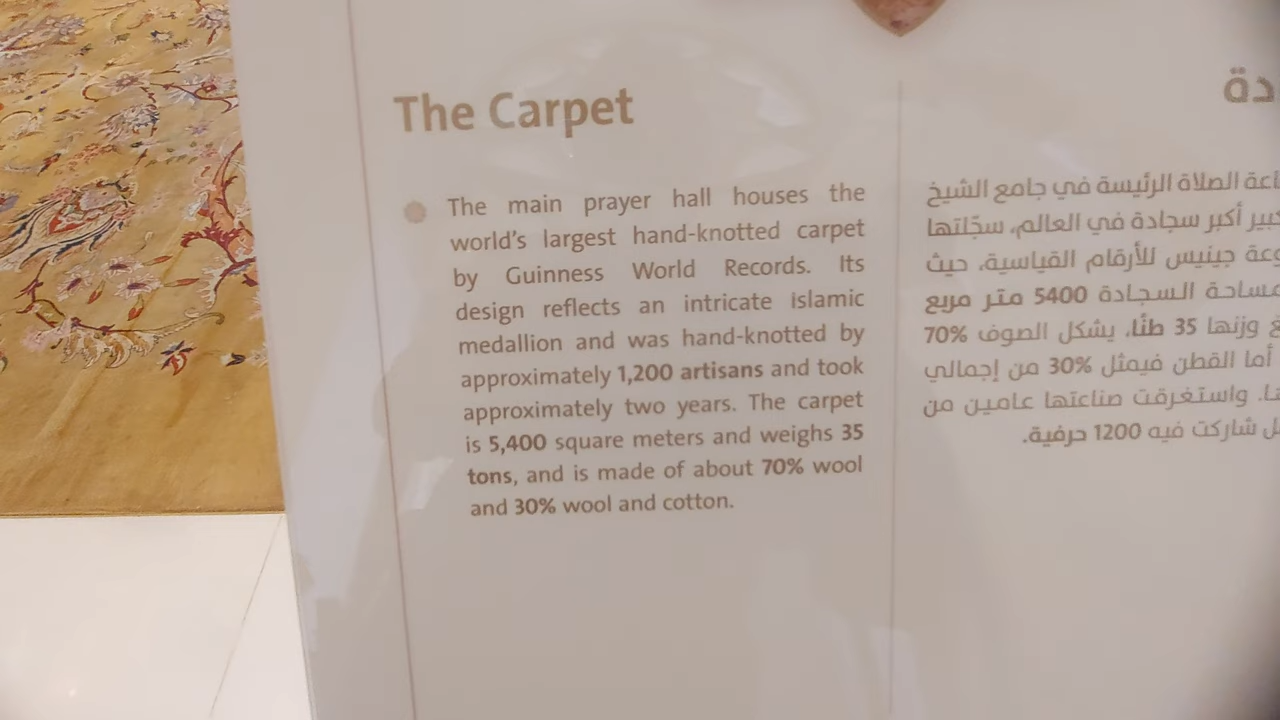 The Carpet
The main prayer hall houses the
world's largest hand-knotted carpet
by Guinness World Records. Its
design reflects an intricate islamic
medallion and was hand-knotted by
approximately 1,200 artisans and took
approximately two years. The carpet
is 5,400 square meters and weighs 35
tons, and is made of about 70% wool
and 30% wool and cotton.
الصلاة الرئيسة في جامع الشيخ
أكبر سجادة في العالم، سجّلتها
جينيس للأرقام القياسية، حيث
السجادة 5400 متر مربع
وزنها 35 طنًا، يشكل الصوف 70%
أما القطن فيمثل 30% من إجمالي
واستغرقت صناعتها عامين من
شاركت فيه 1200 حرفية.